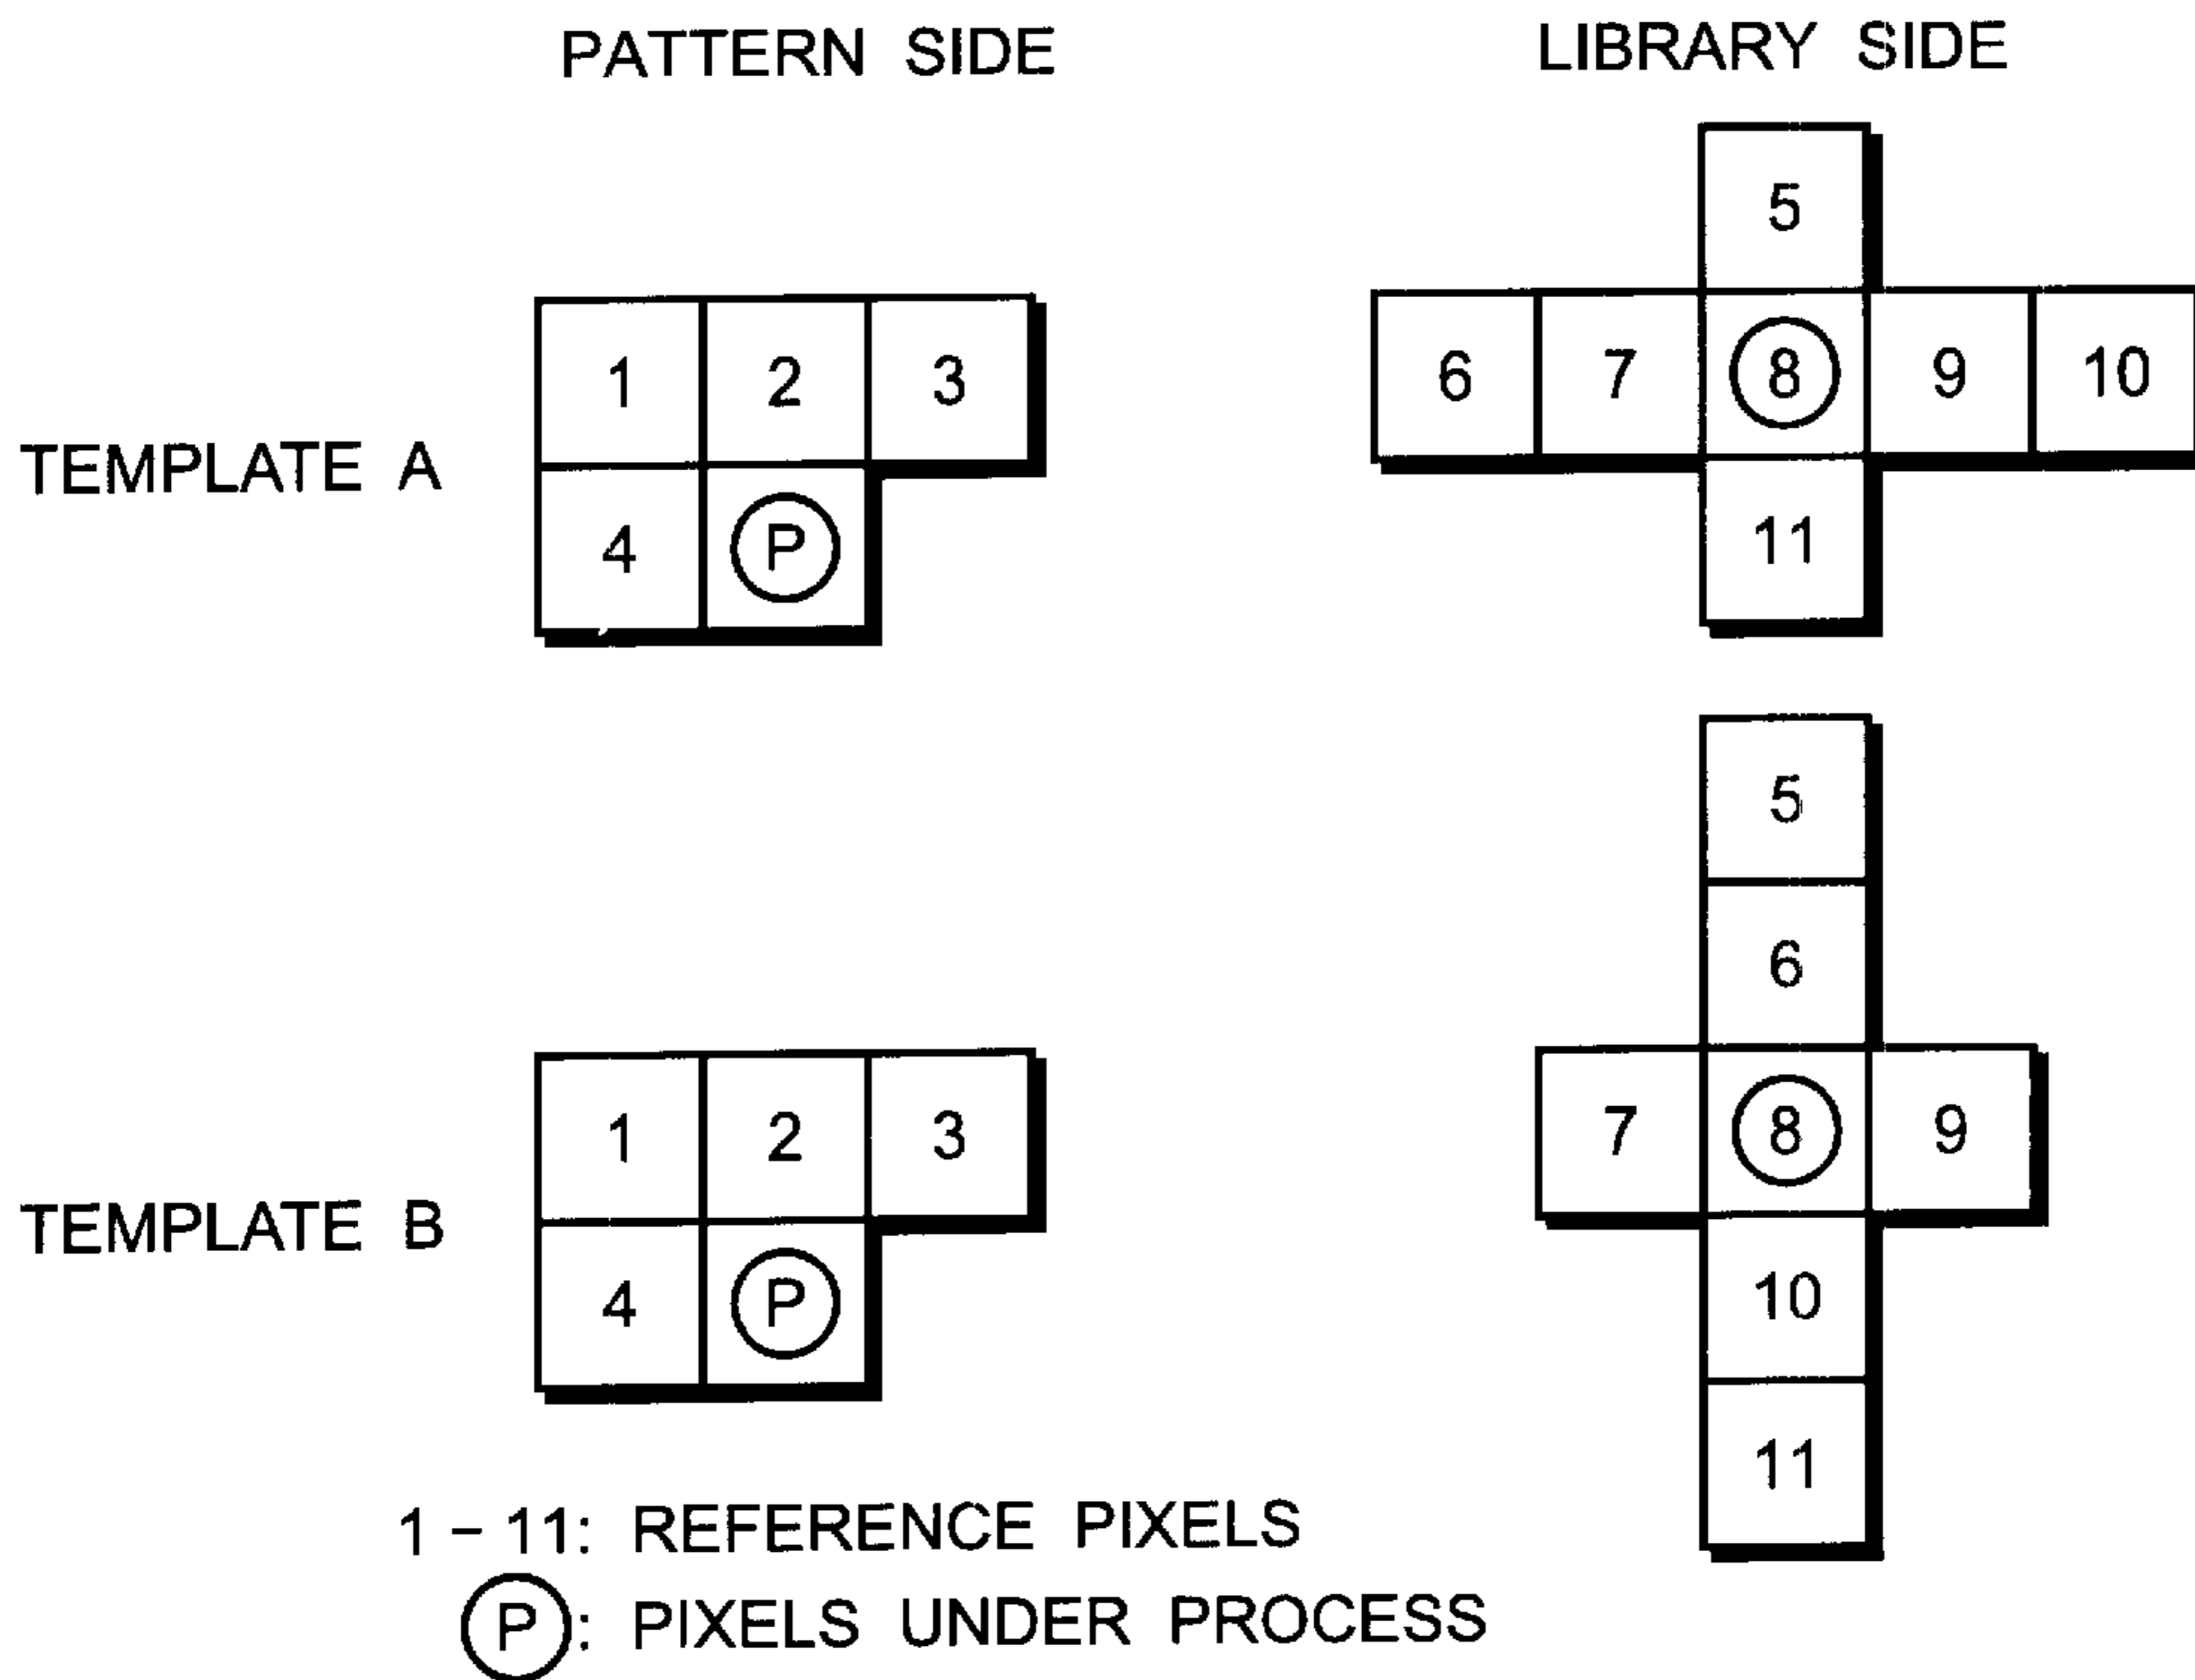 PATTERN SIDE LIBRARY SIDE
5
1 2 3 6 7 8 9 10
TEMPLATE A
4 P 11
5
6
1 2 3 7 8 9
TEMPLATE B
4 P 10
11
1 – 11: REFERENCE PIXELS
P: PIXELS UNDER PROCESS